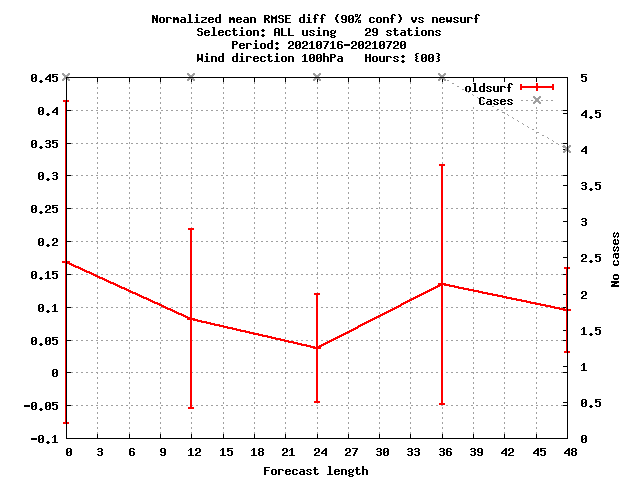 Normalized mean RMSE diff (90% conf) vs newsurf
Selection: ALL using    29 stations
Period: 20210716-20210720
Wind direction 100hPa   Hours: {00}
oldsurf
Cases
0.45
0.4
0.35
0.3
0.25
0.2
0.15
0.1
0.05
0
-0.05
-0.1
5
4.5
4
3.5
3
2.5
2
1.5
1
0.5
0
No cases
0 3 6 9 12 15 18 21 24 27 30 33 36 39 42 45 48
Forecast length